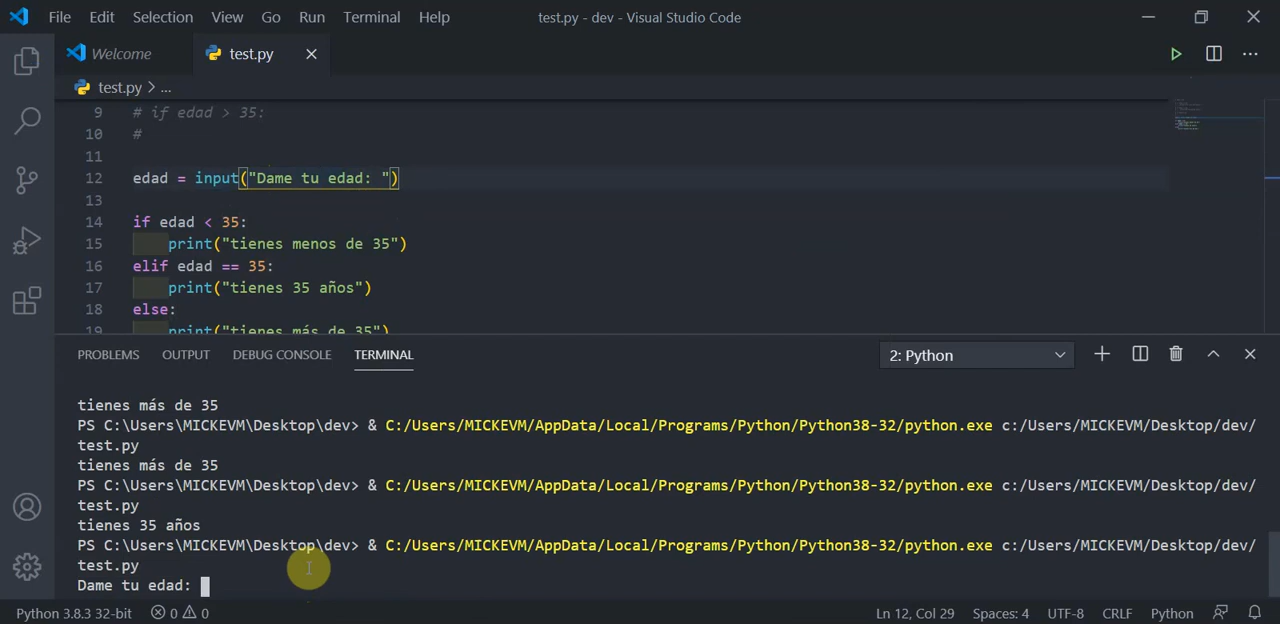 File Edit Selection View Go Run Terminal Help test.py - dev - Visual Studio Code
Welcome test.py
test.py > ...
9 # if edad > 35:
10 #
11
12 edad = input("Dame tu edad: ")
13
14 if edad < 35:
15 print("tienes menos de 35")
16 elif edad == 35:
17 print("tienes 35 años")
18 else:
19 print("tienes más de 35")
PROBLEMS OUTPUT DEBUG CONSOLE TERMINAL 2: Python
tienes más de 35
PS C:\Users\MICKEVM\Desktop\dev> & C:/Users/MICKEVM/AppData/Local/Programs/Python/Python38-32/python.exe c:/Users/MICKEVM/Desktop/dev/
test.py
tienes más de 35
PS C:\Users\MICKEVM\Desktop\dev> & C:/Users/MICKEVM/AppData/Local/Programs/Python/Python38-32/python.exe c:/Users/MICKEVM/Desktop/dev/
test.py
tienes 35 años
PS C:\Users\MICKEVM\Desktop\dev> & C:/Users/MICKEVM/AppData/Local/Programs/Python/Python38-32/python.exe c:/Users/MICKEVM/Desktop/dev/
test.py
Dame tu edad:
Python 3.8.3 32-bit 0 0 Ln 12, Col 29 Spaces: 4 UTF-8 CRLF Python